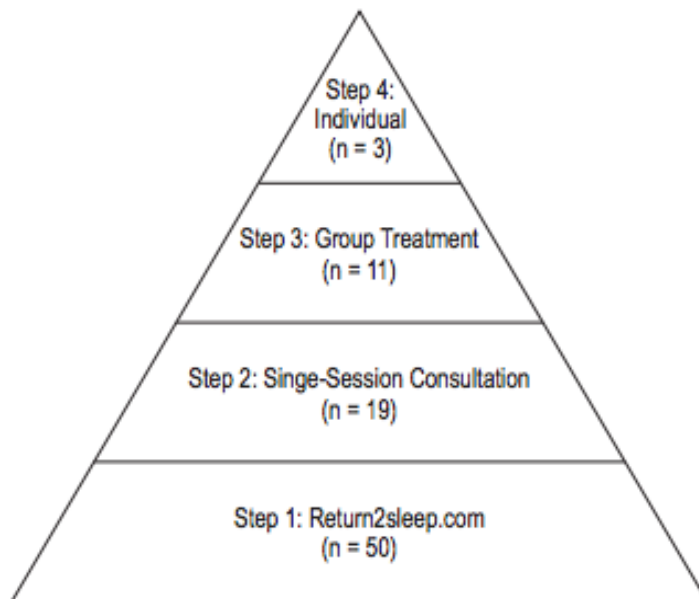 Step 4:
Individual
(n = 3)
Step 3: Group Treatment
(n = 11)
Step 2: Singe-Session Consultation
(n = 19)
Step 1: Return2sleep.com
(n = 50)